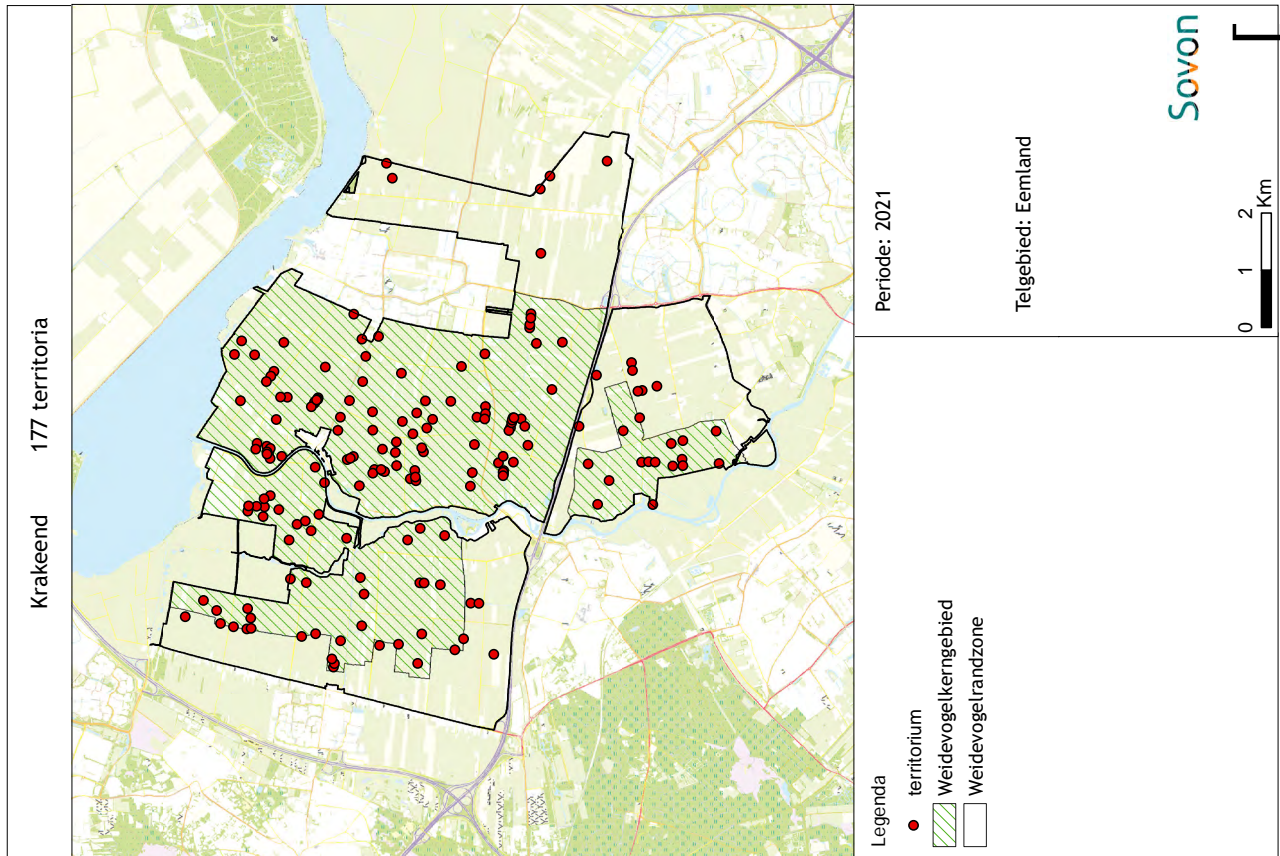 Krakeend 177 territoria
Legenda
territorium
Weidevogelkerngebied
Weidevogelrandzone
Periode: 2021
Telgebied: Eemland
0 1 2
Km
Sovon